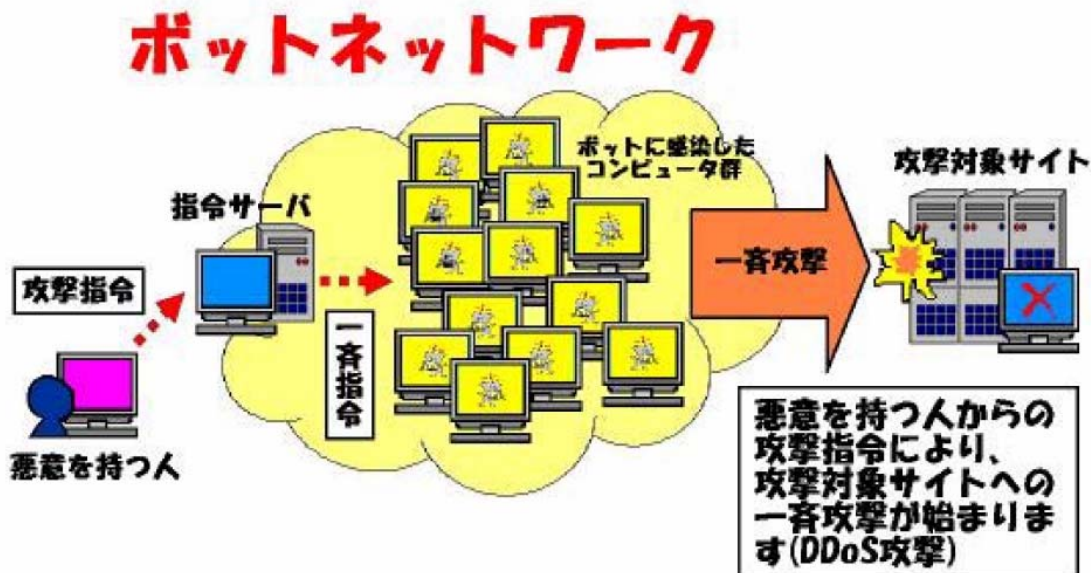 ボットネットワーク
ボットに感染した
コンピュータ群
攻撃対象サイト
指令サーバ
一斉攻撃
攻撃指令
一斉指令
悪意を持つ人
悪意を持つ人からの
攻撃指令により、
攻撃対象サイトへの
一斉攻撃が始まりま
す(DDoS攻撃)